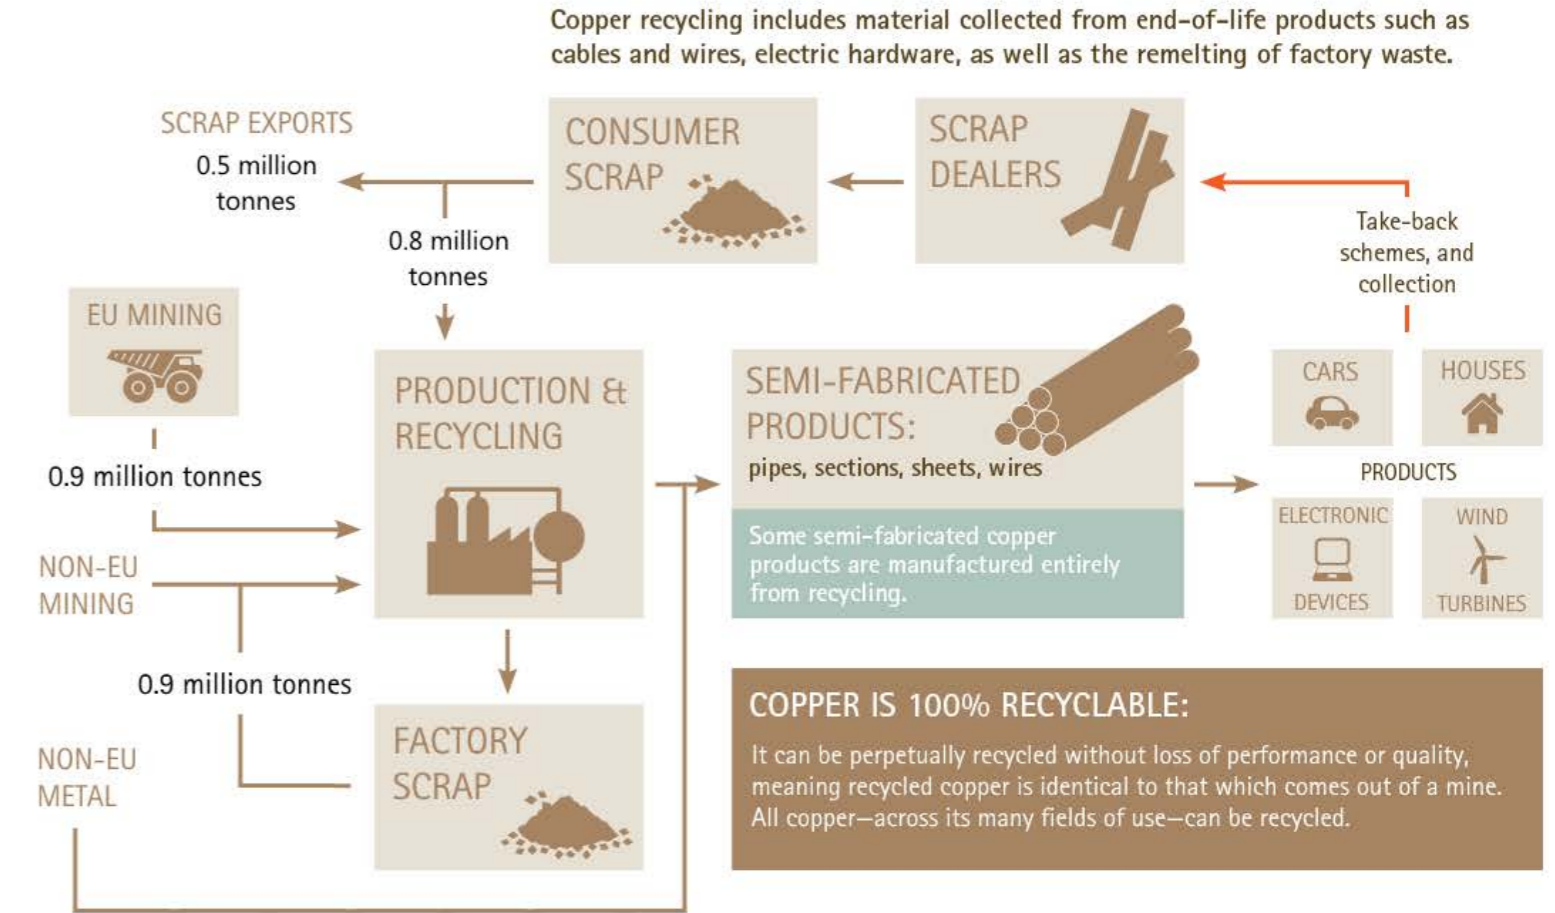 Copper recycling includes material collected from end-of-life products such as
cables and wires, electric hardware, as well as the remelting of factory waste.
SCRAP EXPORTS
0.5 million
tonnes
CONSUMER
SCRAP
SCRAP
DEALERS
Take-back
schemes, and
collection
0.8 million
tonnes
EU MINING
0.9 million tonnes
PRODUCTION &
RECYCLING
SEMI-FABRICATED
PRODUCTS:
pipes, sections, sheets, wires
Some semi-fabricated copper
products are manufactured entirely
from recycling.
CARS
HOUSES
PRODUCTS
ELECTRONIC
DEVICES
WIND
TURBINES
NON-EU
MINING
0.9 million tonnes
FACTORY
SCRAP
NON-EU
METAL
COPPER IS 100% RECYCLABLE:
It can be perpetually recycled without loss of performance or quality,
meaning recycled copper is identical to that which comes out of a mine.
All copper—across its many fields of use—can be recycled.